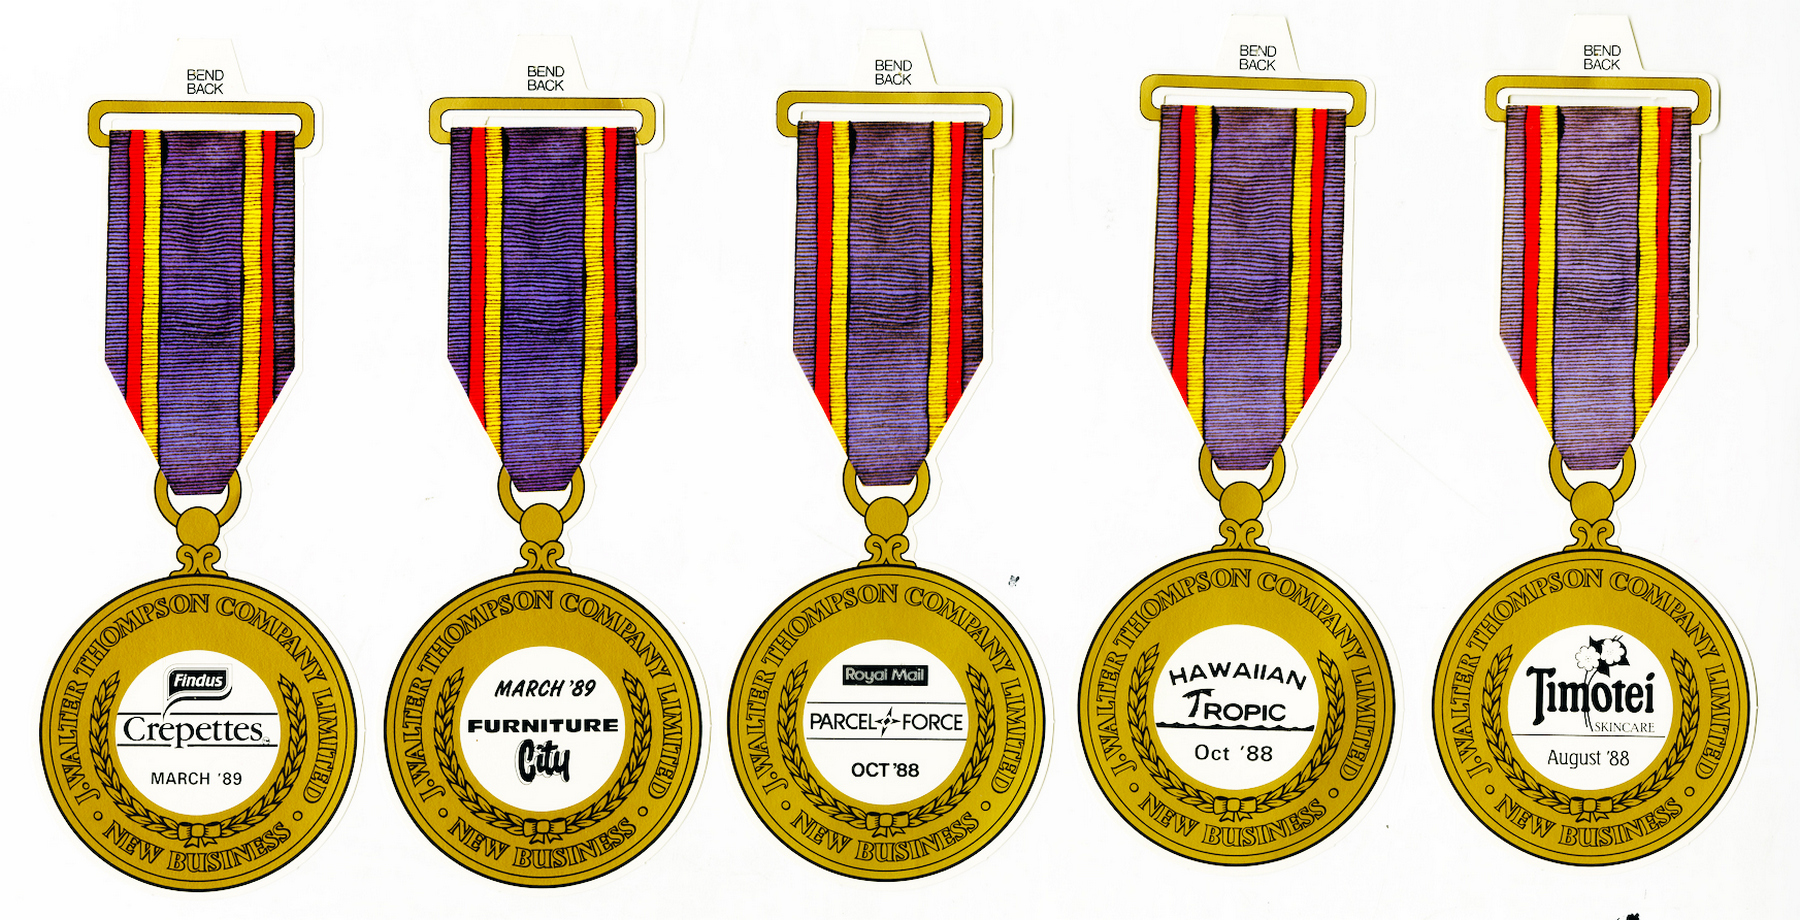 BEND
BACK
J. WALTER THOMPSON COMPANY LIMITED
Findus
Crêpettes
MARCH '89
• NEW BUSINESS •
BEND
BACK
J. WALTER THOMPSON COMPANY LIMITED
MARCH '89
FURNITURE
City
• NEW BUSINESS •
BEND
BACK
J. WALTER THOMPSON COMPANY LIMITED
Royal Mail
PARCEL FORCE
OCT '88
• NEW BUSINESS •
BEND
BACK
J. WALTER THOMPSON COMPANY LIMITED
HAWAIIAN
TROPIC
Oct '88
• NEW BUSINESS •
BEND
BACK
J. WALTER THOMPSON COMPANY LIMITED
Timotei
SKINCARE
August '88
• NEW BUSINESS •